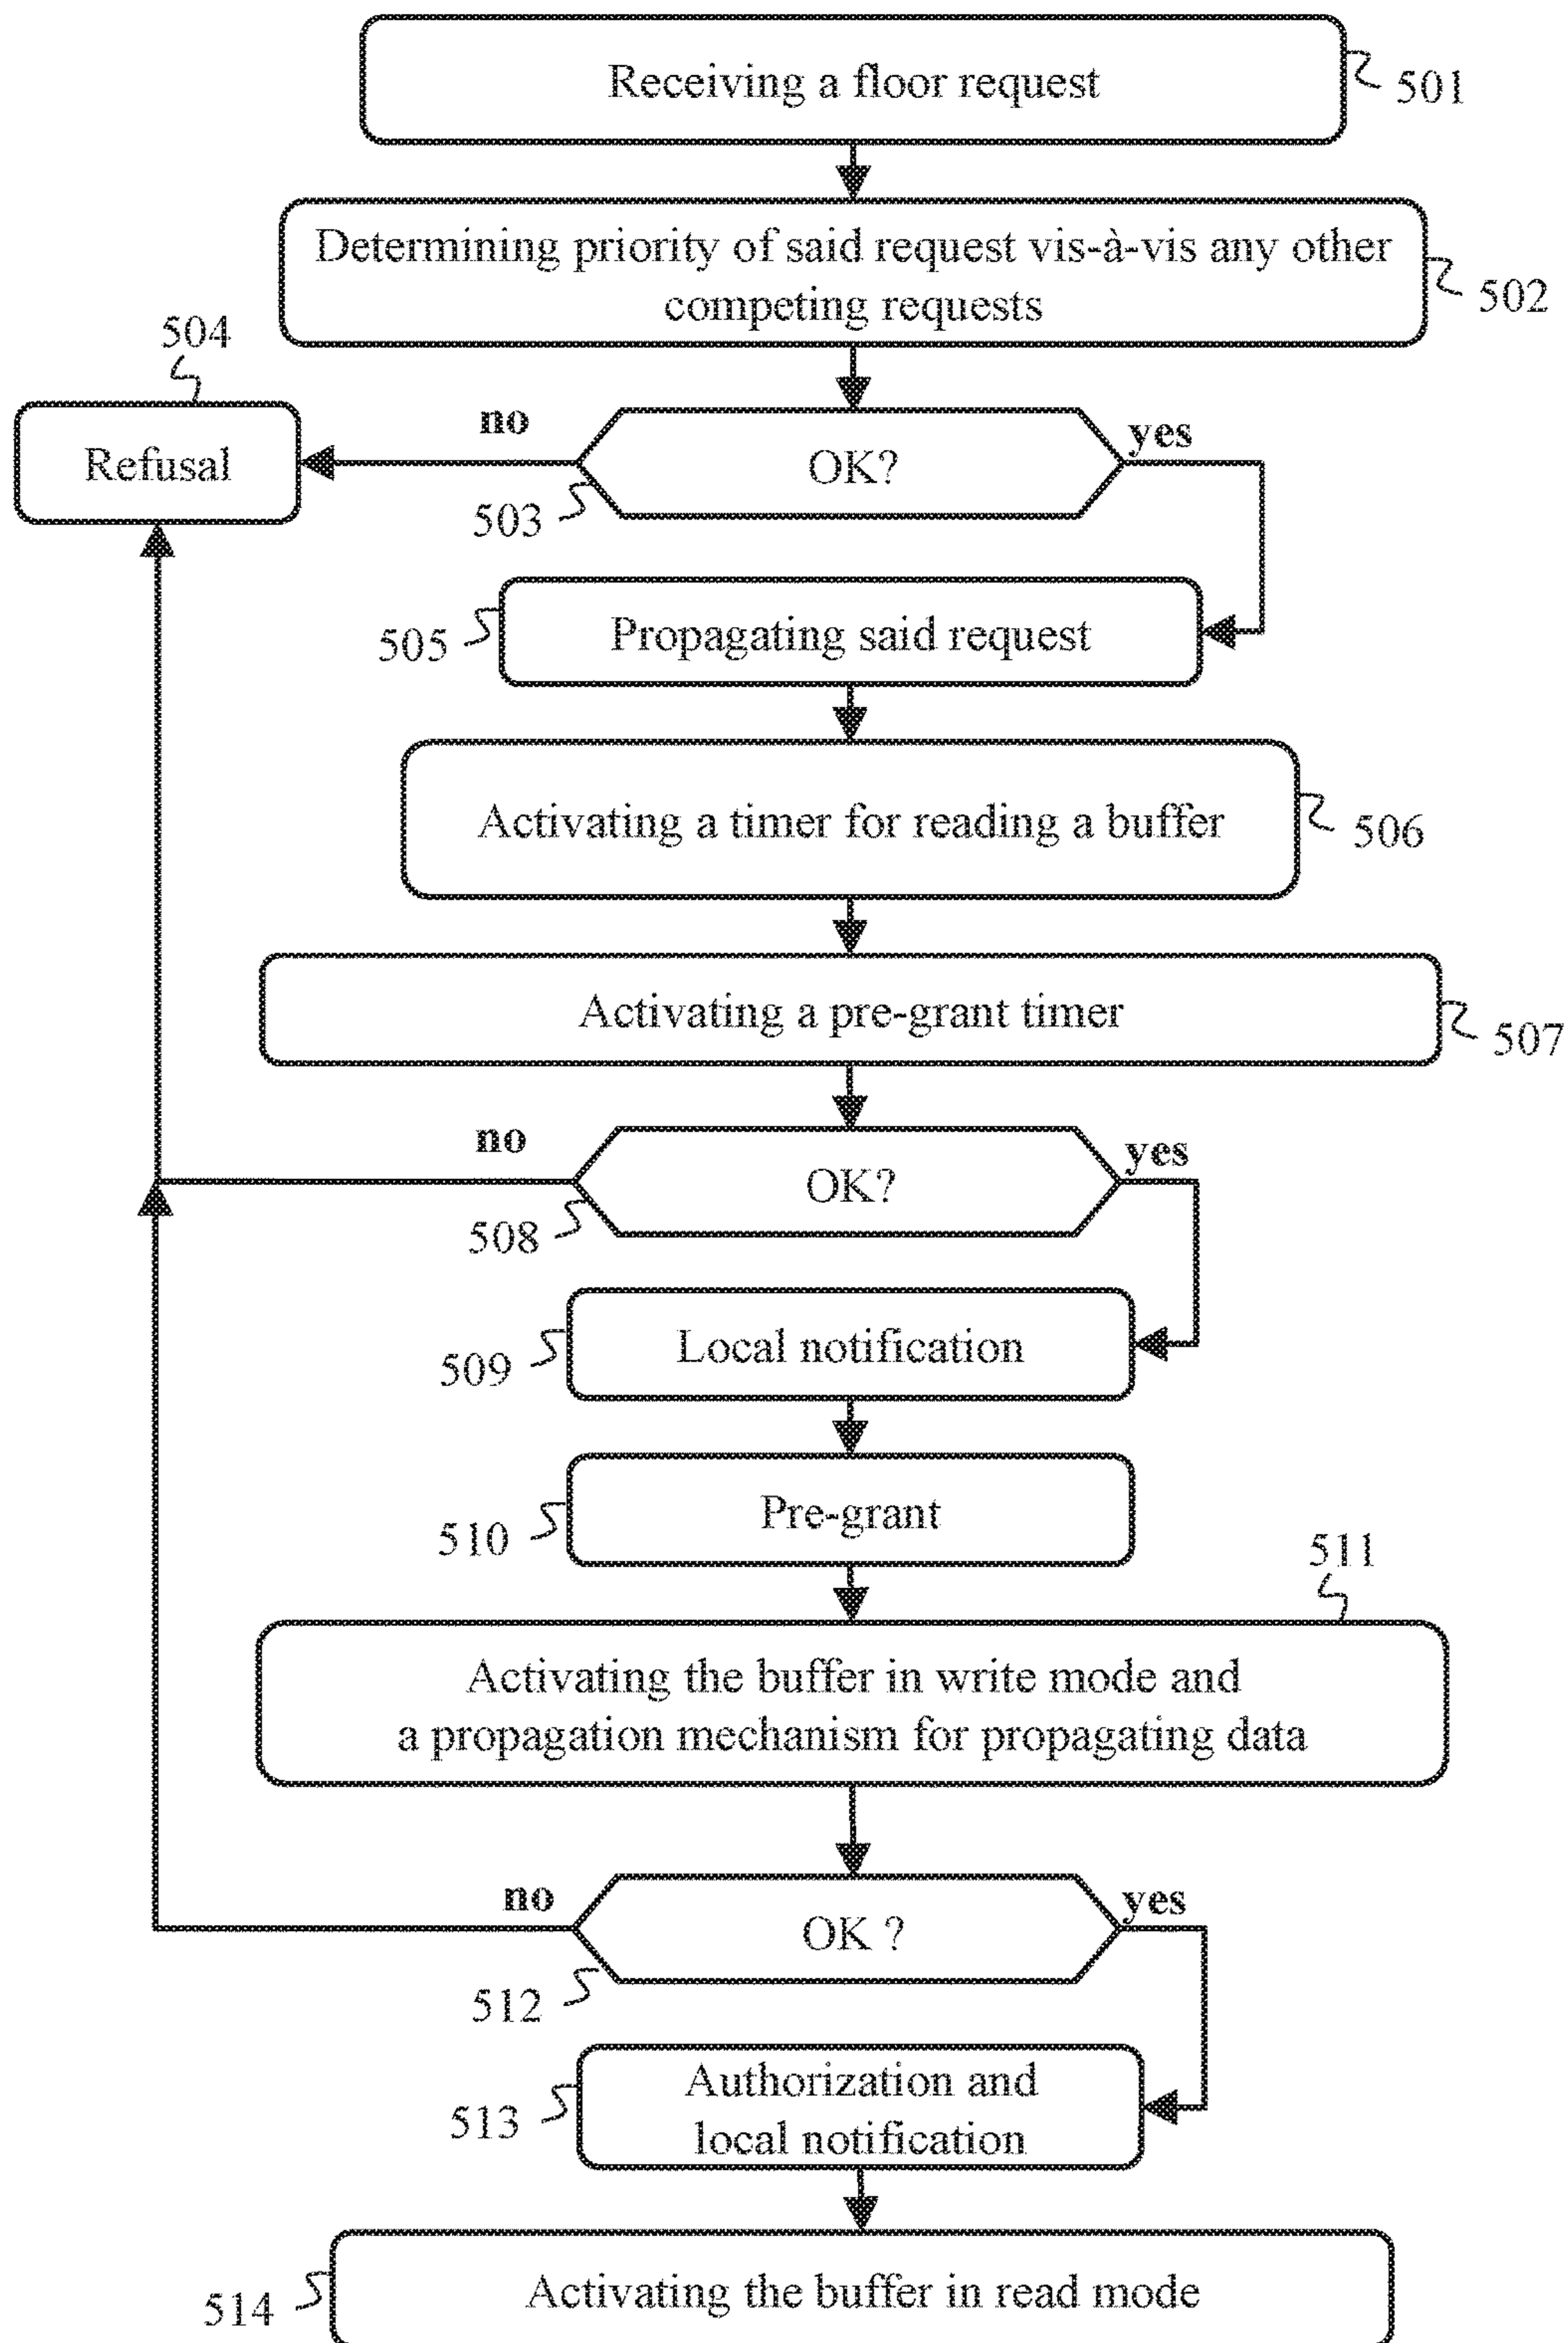 Receiving a floor request
501
Determining priority of said request vis-à-vis any other
competing requests
502
504
Refusal
no
OK?
yes
503
505
Propagating said request
Activating a timer for reading a buffer
506
Activating a pre-grant timer
507
no
OK?
yes
508
509
Local notification
510
Pre-grant
511
Activating the buffer in write mode and
a propagation mechanism for propagating data
no
OK ?
yes
512
513
Authorization and
local notification
514
Activating the buffer in read mode